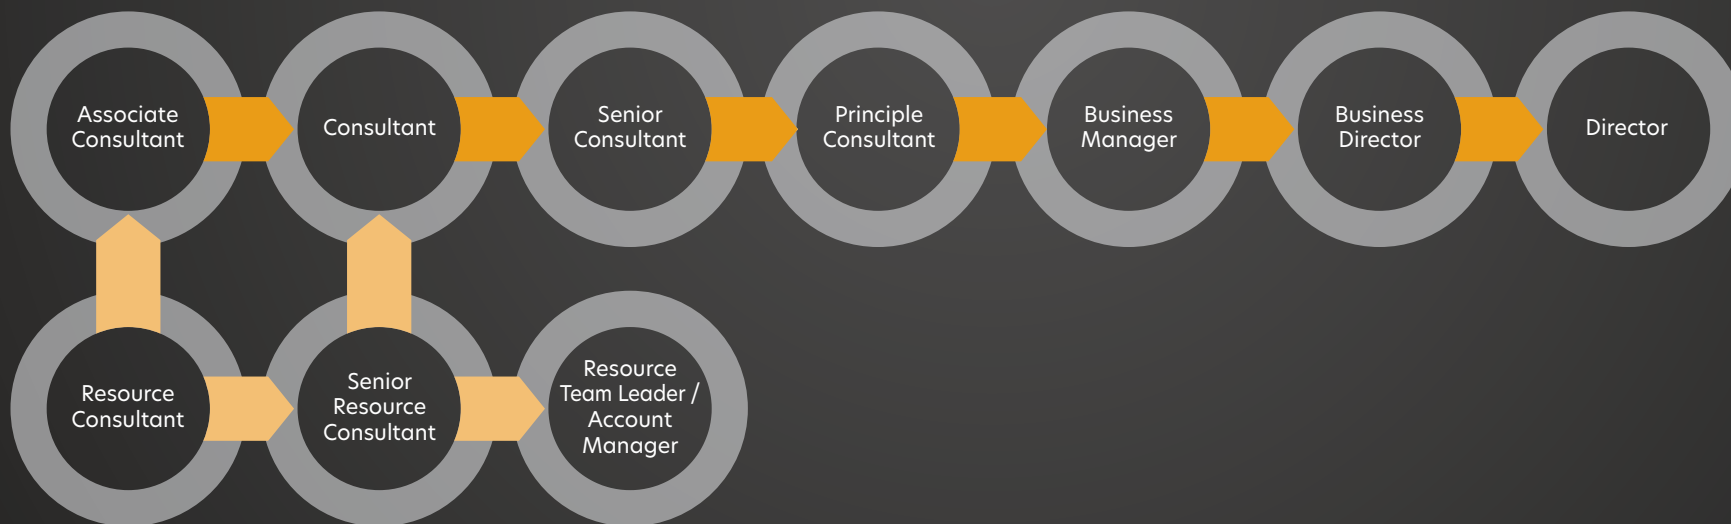 Associate
Consultant
Consultant
Senior
Consultant
Principle
Consultant
Business
Manager
Business
Director
Director
Resource
Consultant
Senior
Resource
Consultant
Resource
Team Leader /
Account
Manager